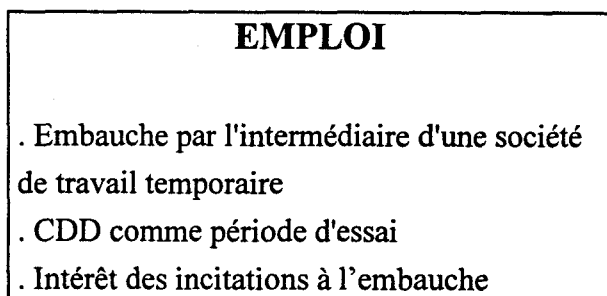 EMPLOI
. Embauche par l'intermédiaire d'une société
de travail temporaire
. CDD comme période d'essai
. Intérêt des incitations à l’embauche